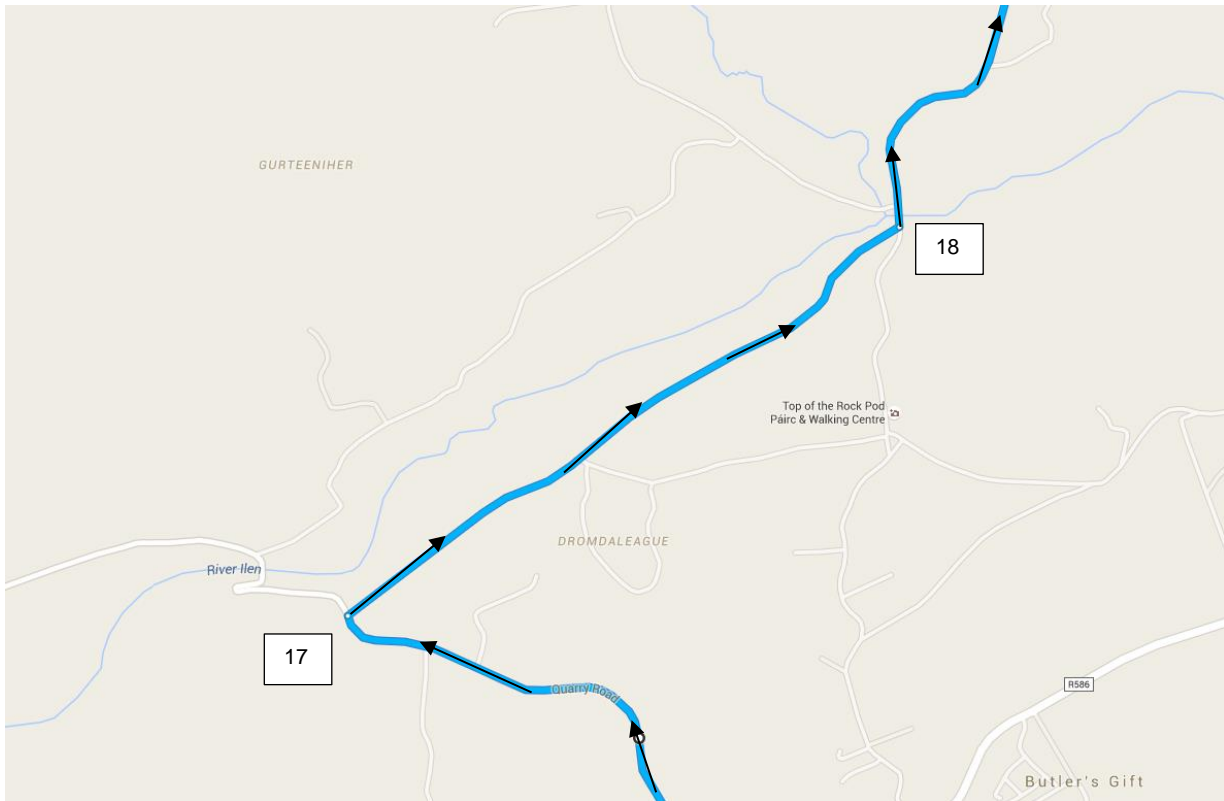 GURTEENIHER
18
Top of the Rock Pod
Páirc & Walking Centre
DROMDALEAGUE
River Ilen
17
Quarry Road
R586
Butler's Gift